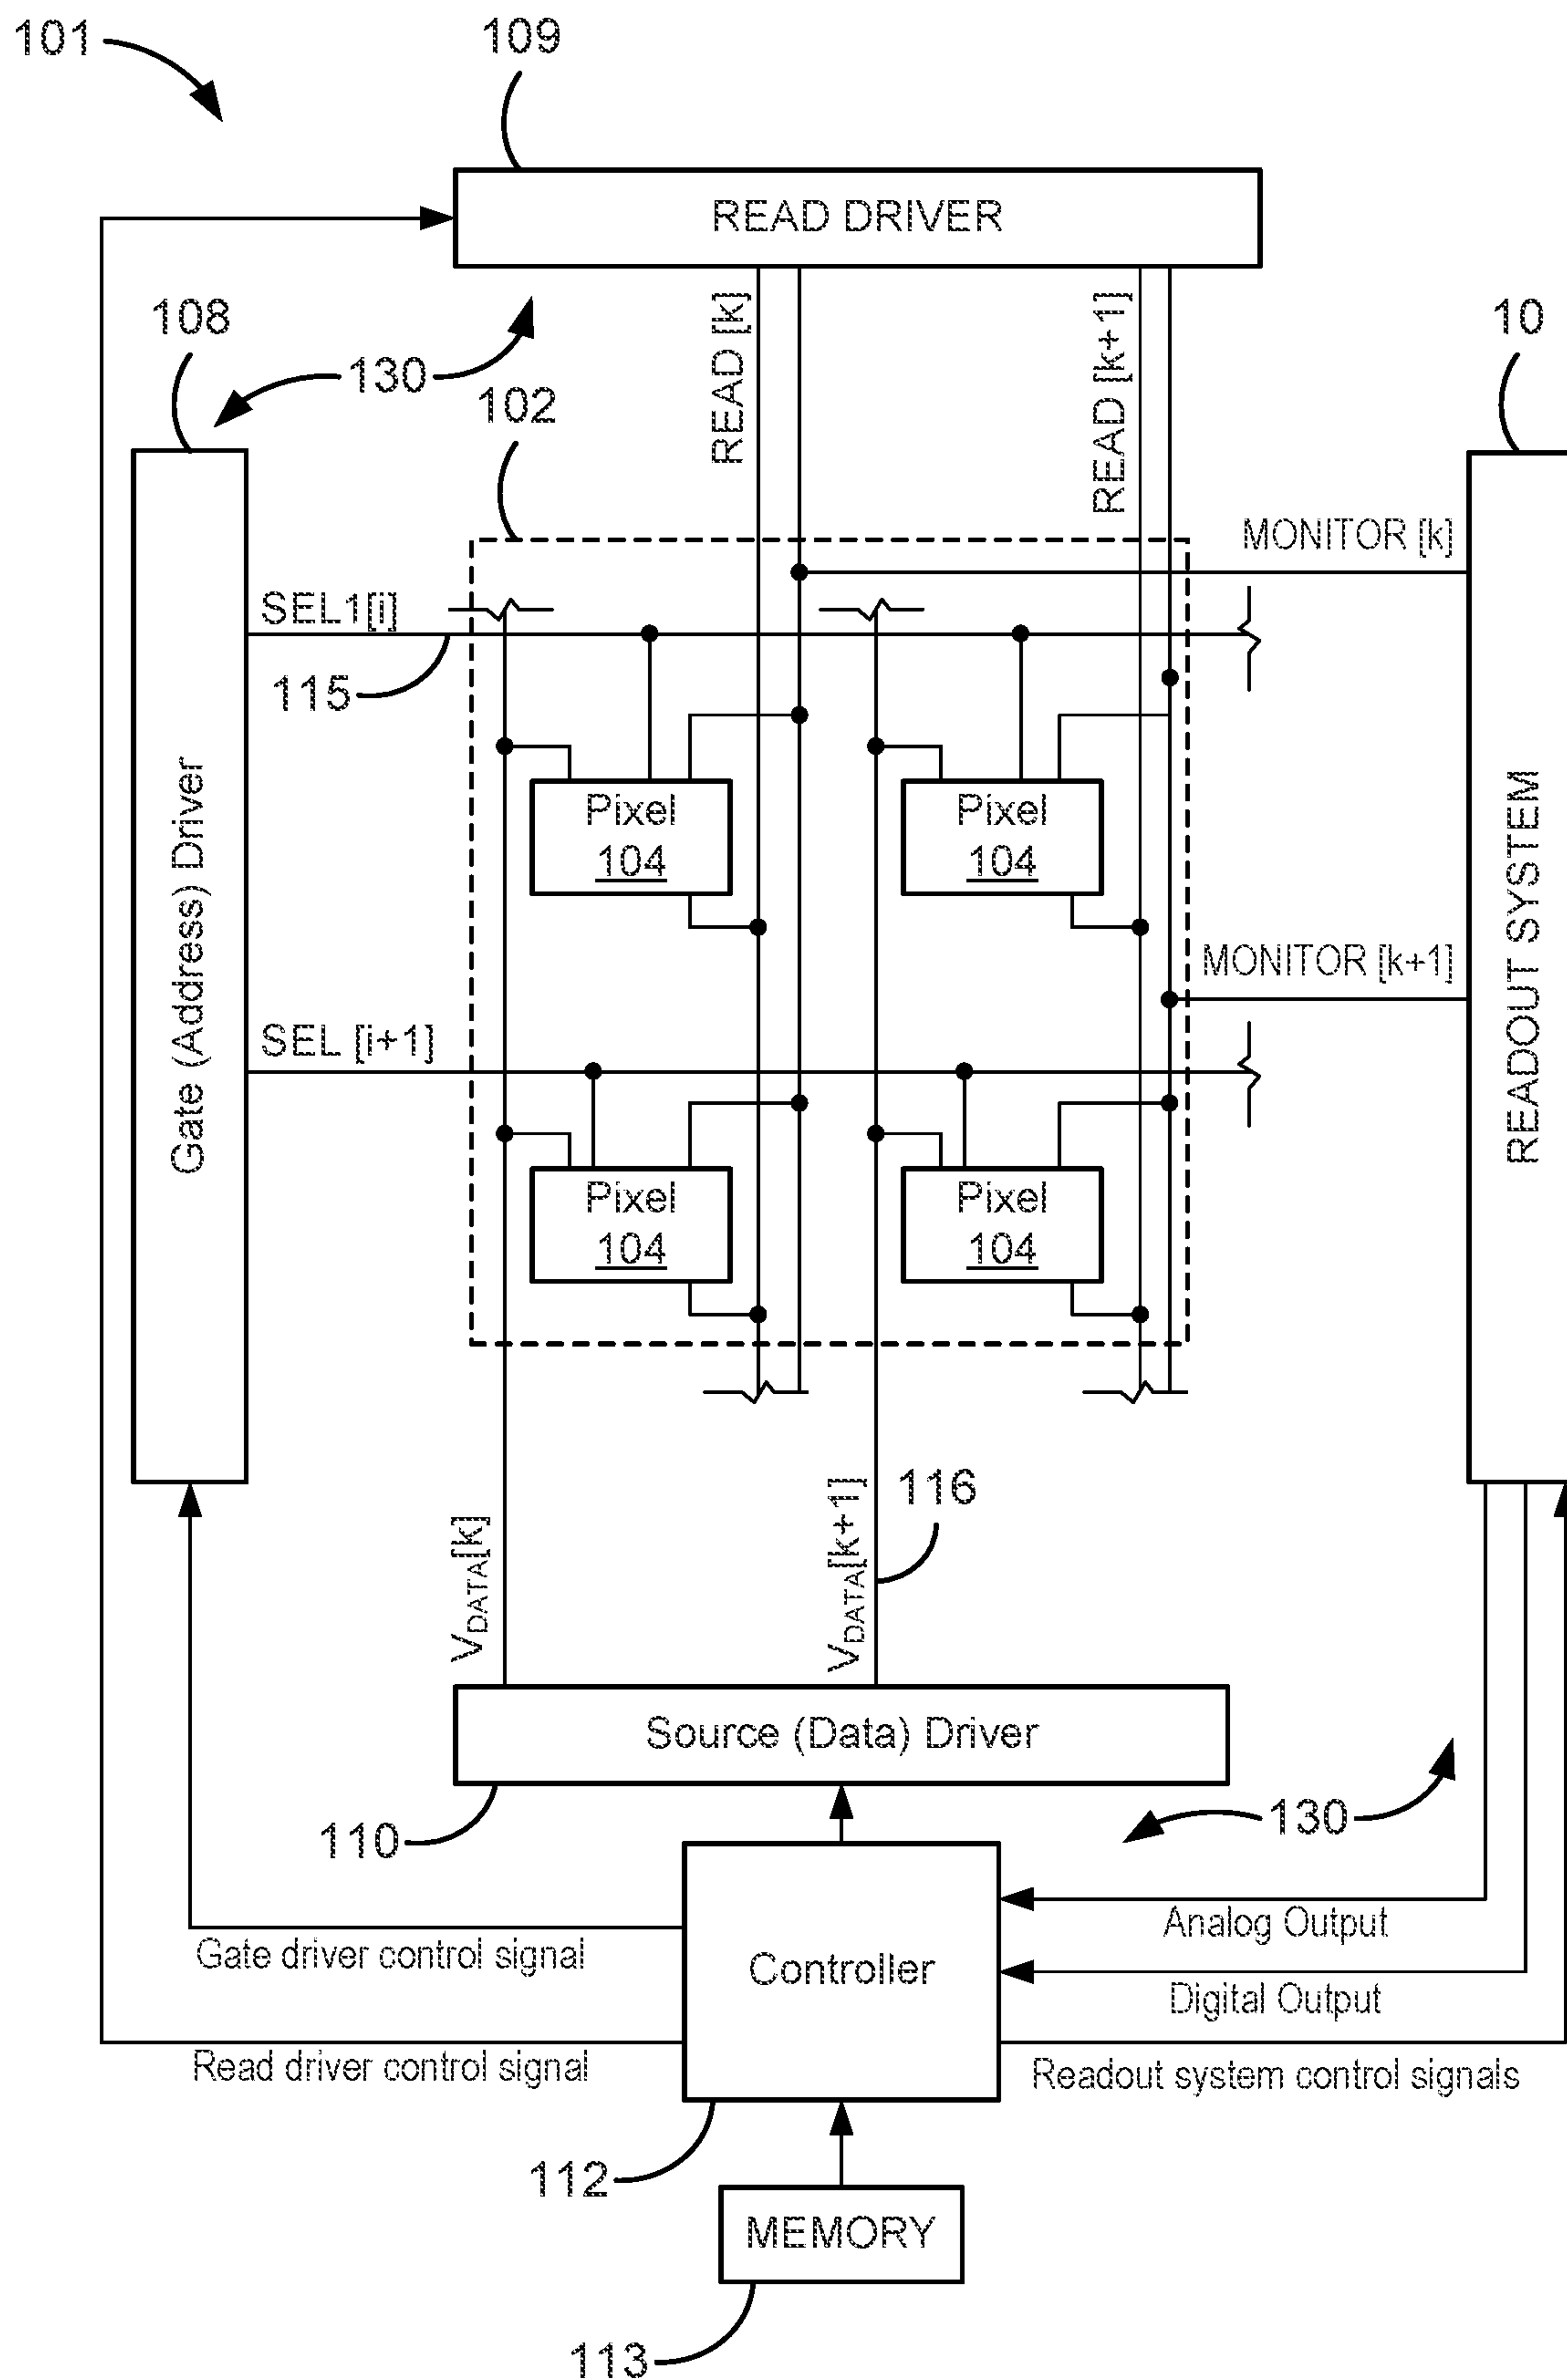 101
109
READ DRIVER
108
130
102
READ [k]
READ [k+1]
10
MONITOR [k]
SEL1[i]
115
Pixel
104
Pixel
104
Gate (Address) Driver
READOUT SYSTEM
MONITOR [k+1]
SEL [i+1]
Pixel
104
Pixel
104
VDATA[k]
VDATA[k+1]
116
Source (Data) Driver
110
130
Analog Output
Gate driver control signal
Controller
Digital Output
Read driver control signal
Readout system control signals
112
MEMORY
113